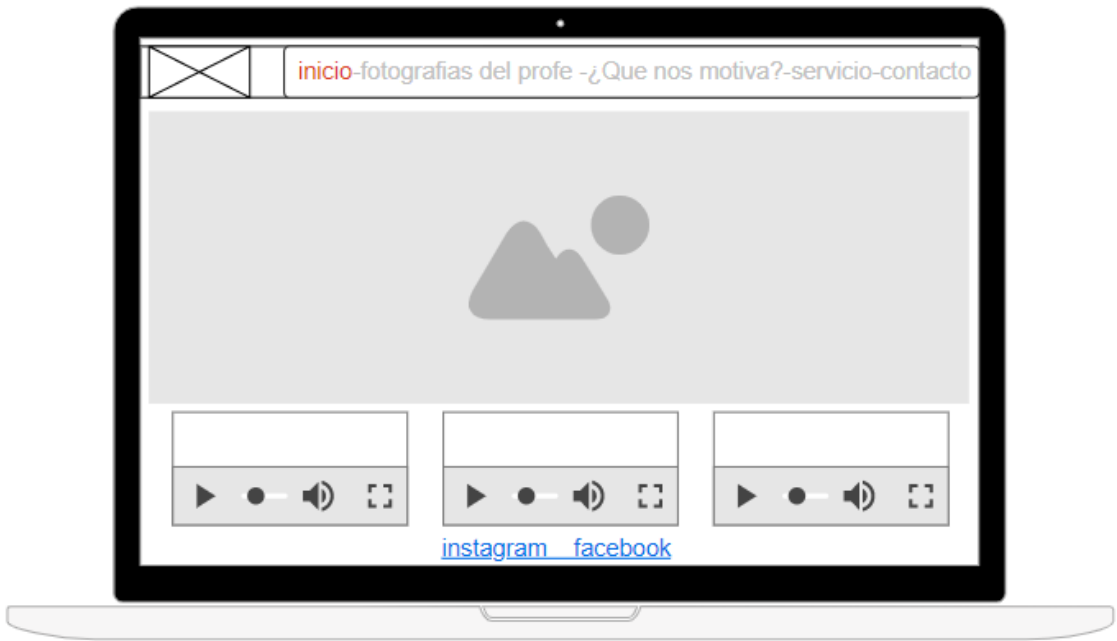 inicio-fotografias del profe -¿Que nos motiva?-servicio-contacto
instagram facebook